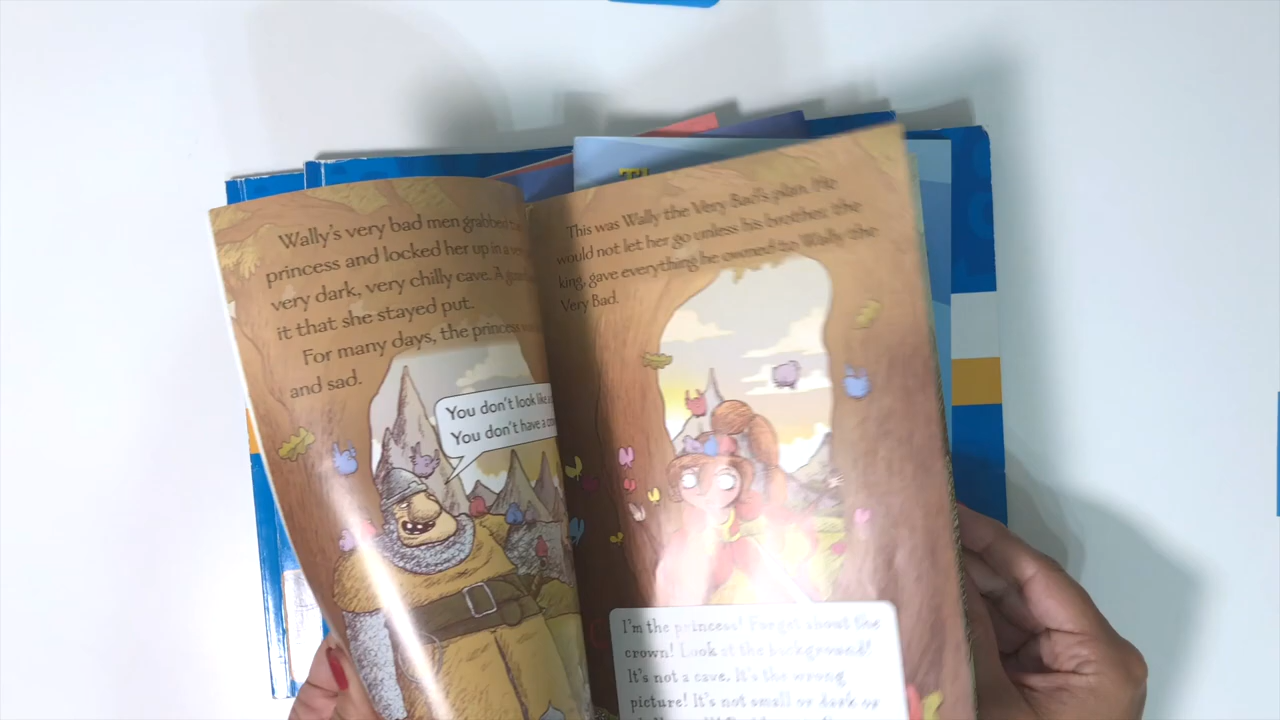 Wally's very bad men grabbed
princess and locked her up in a
very dark, very chilly cave. A
it that she stayed put.
For many days, the princess
and sad.
You don't look like
You don't have a
This was Wally the Very Bad's plan. He
would not let her go unless his brother, the
king, gave everything he owned to Wally the
Very Bad.
I'm the princess! Forget about the
crown! Look at the background!
It's not a cave. It's the wrong
picture! It's not small or dark or